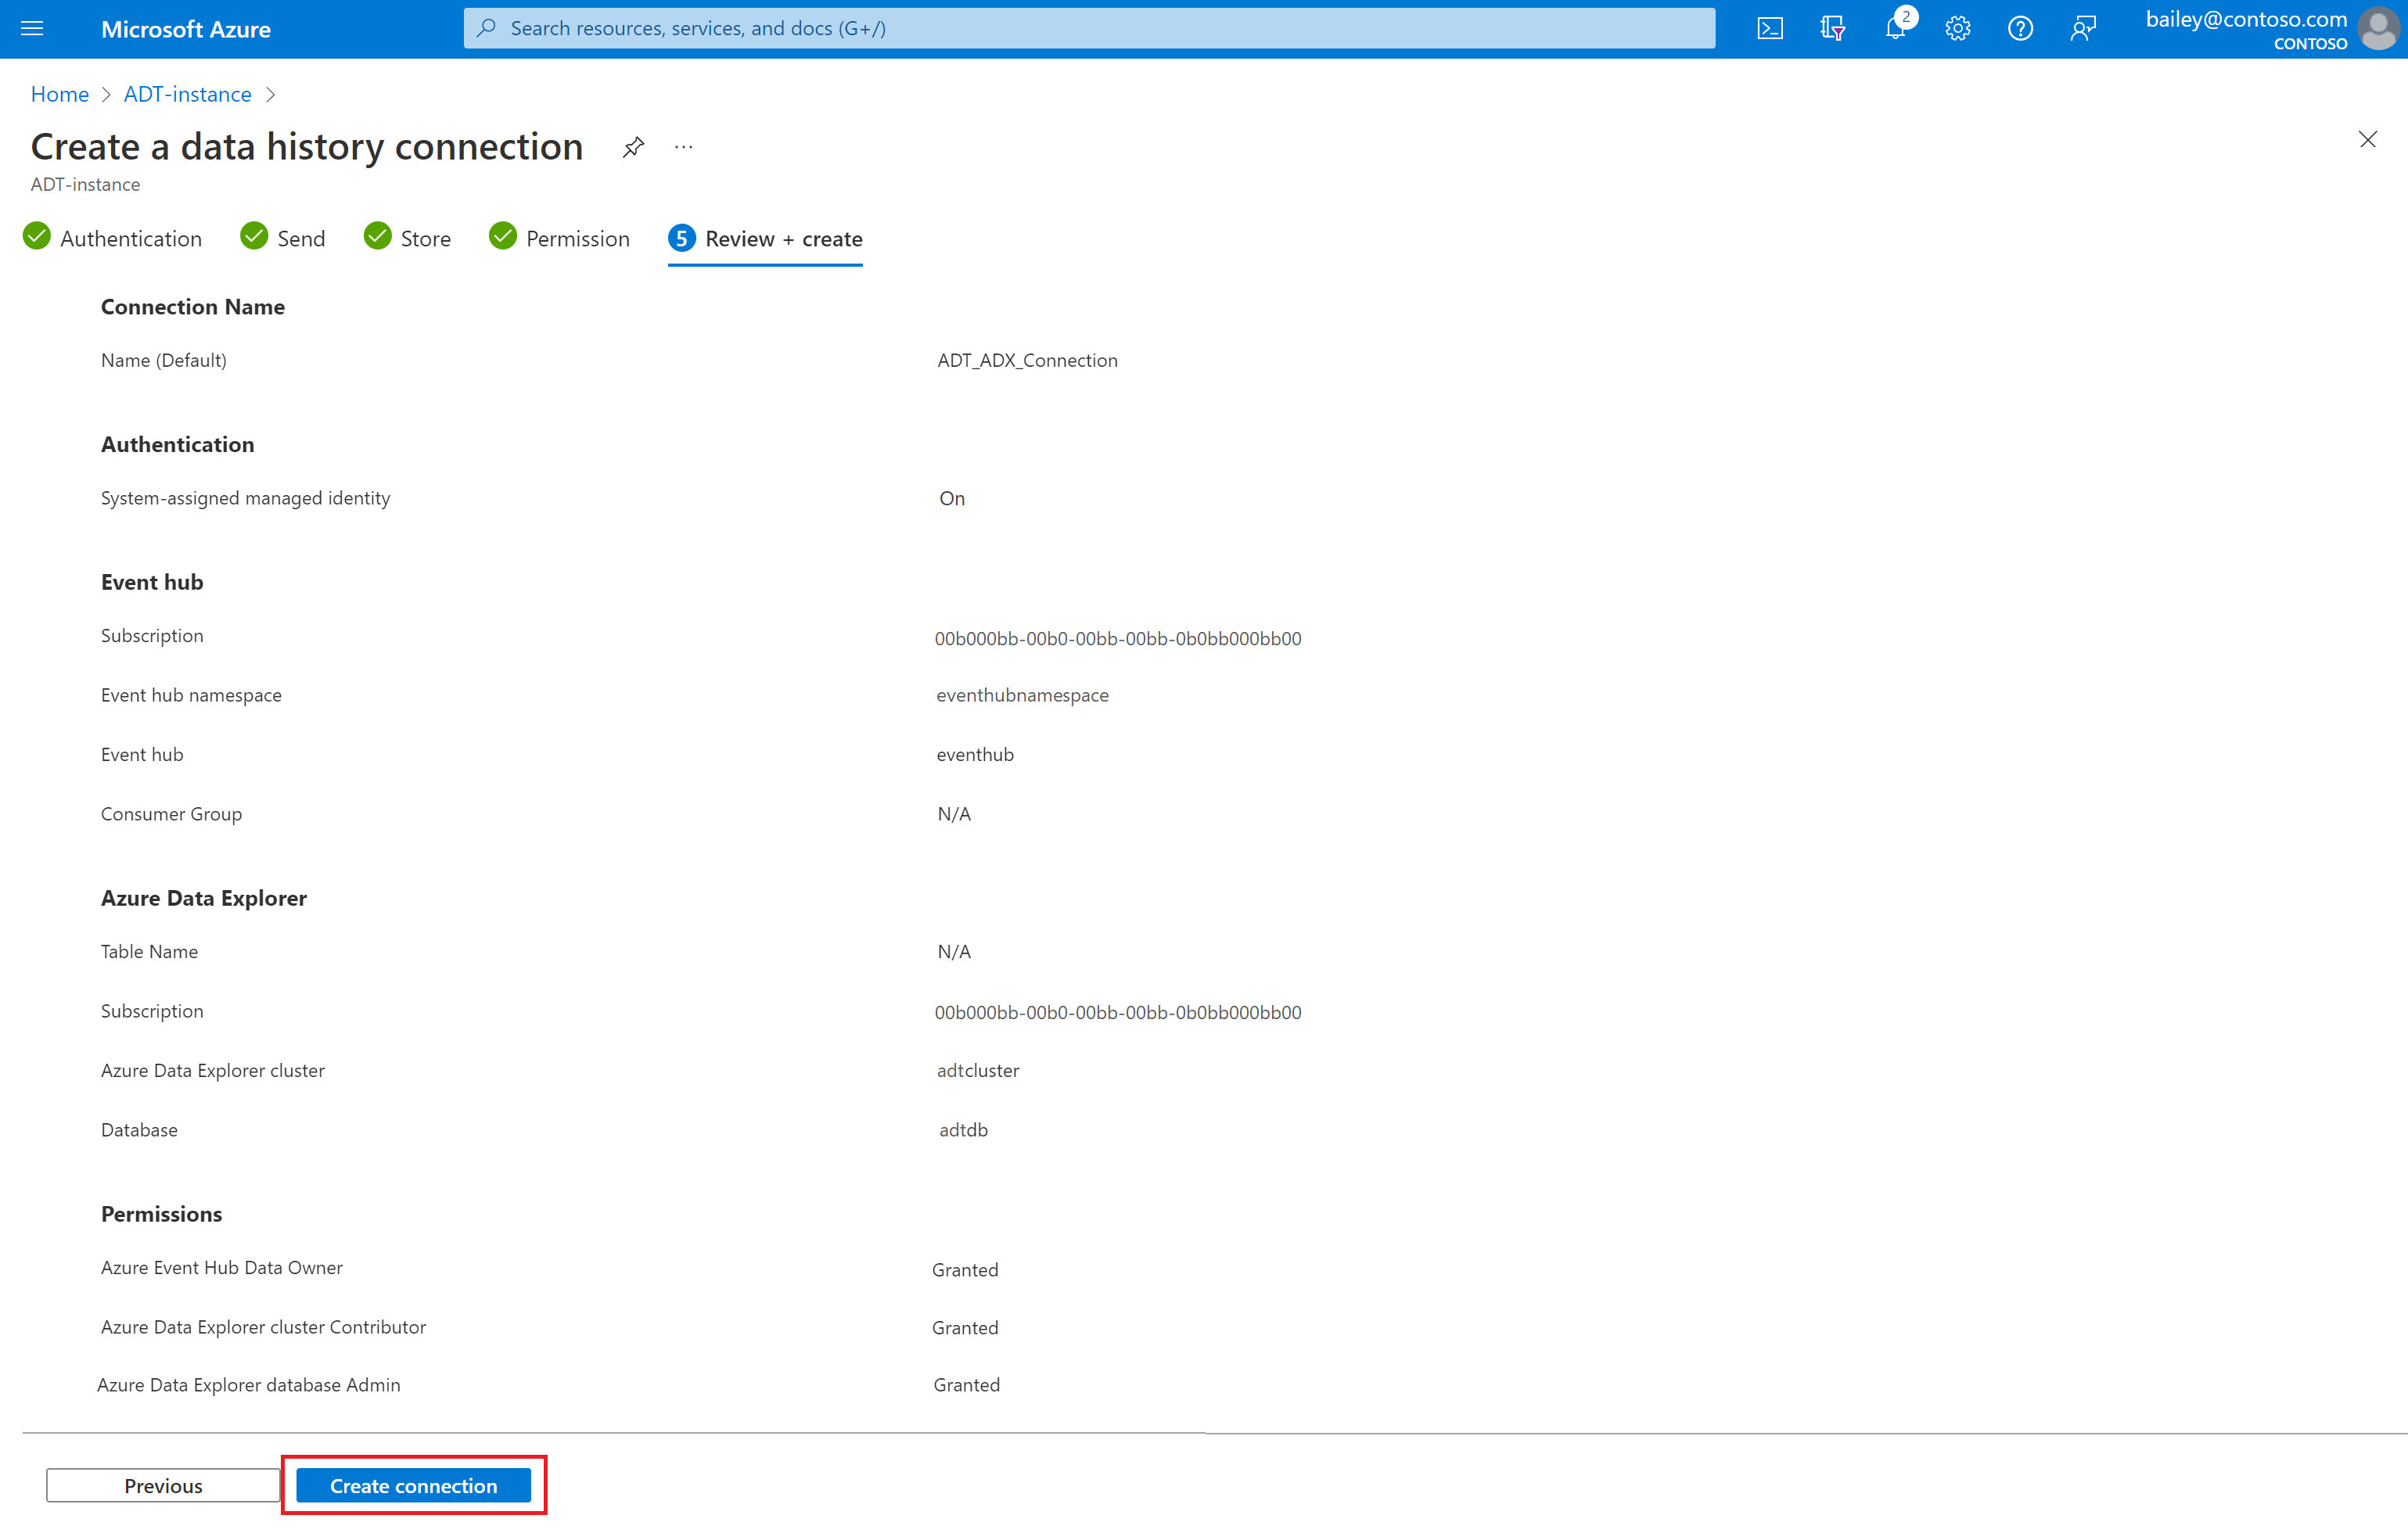 Microsoft Azure
Search resources, services, and docs (G+/)
2
bailey@contoso.com
CONTOSO
Home > ADT-instance >
Create a data history connection
ADT-instance
Authentication
Send
Store
Permission
5 Review + create
Connection Name
Name (Default) ADT_ADX_Connection
Authentication
System-assigned managed identity On
Event hub
Subscription 00b000bb-00b0-00bb-00bb-0b0bb000bb00
Event hub namespace eventhubnamespace
Event hub eventhub
Consumer Group N/A
Azure Data Explorer
Table Name N/A
Subscription 00b000bb-00b0-00bb-00bb-0b0bb000bb00
Azure Data Explorer cluster adtcluster
Database adtdb
Permissions
Azure Event Hub Data Owner Granted
Azure Data Explorer cluster Contributor Granted
Azure Data Explorer database Admin Granted
Previous
Create connection